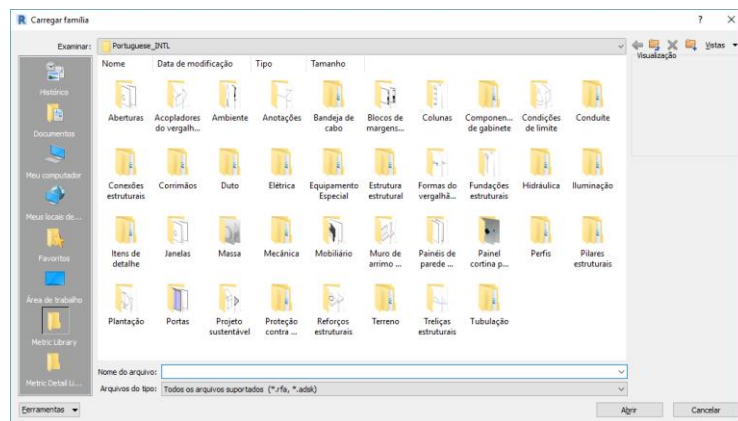 Carregar família
Examinar: Portuguese_INTL
Vistas
Visualização
Nome Data de modificação Tipo Tamanho
Histórico
Documentos
Meu computador
Meus locais de...
Favoritos
Área de trabalho
Metric Library
Metric Detail Li...
Aberturas
Acopladores do vergalh...
Ambiente
Anotações
Bandeja de cabo
Blocos de margens...
Colunas
Componen... de gabinete
Condições de limite
Conduíte
Conexões estruturais
Corrimãos
Duto
Elétrica
Equipamento Especial
Estrutura estrutural
Formas do vergalhã...
Fundações estruturais
Hidráulica
Iluminação
Itens de detalhe
Janelas
Massa
Mecânica
Mobiliário
Muro de arrimo ...
Painéis de parede ...
Painel cortina p...
Perfis
Pilares estruturais
Plantação
Portas
Projeto sustentável
Proteção contra ...
Reforços estruturais
Terreno
Treliças estruturais
Tubulação
Nome do arquivo:
Arquivos do tipo: Todos os arquivos suportados (*.rfa, *.adsk)
Ferramentas
Abrir
Cancelar